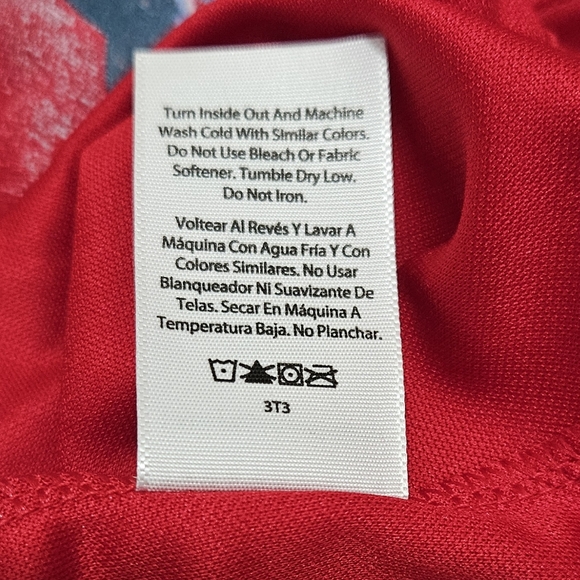 Turn Inside Out And Machine
Wash Cold With Similar Colors.
Do Not Use Bleach Or Fabric
Softener. Tumble Dry Low.
Do Not Iron.
Voltear Al Revés Y Lavar A
Máquina Con Agua Fría Y Con
Colores Similares. No Usar
Blanqueador Ni Suavizante De
Telas. Secar En Máquina A
Temperatura Baja. No Planchar.
3T3